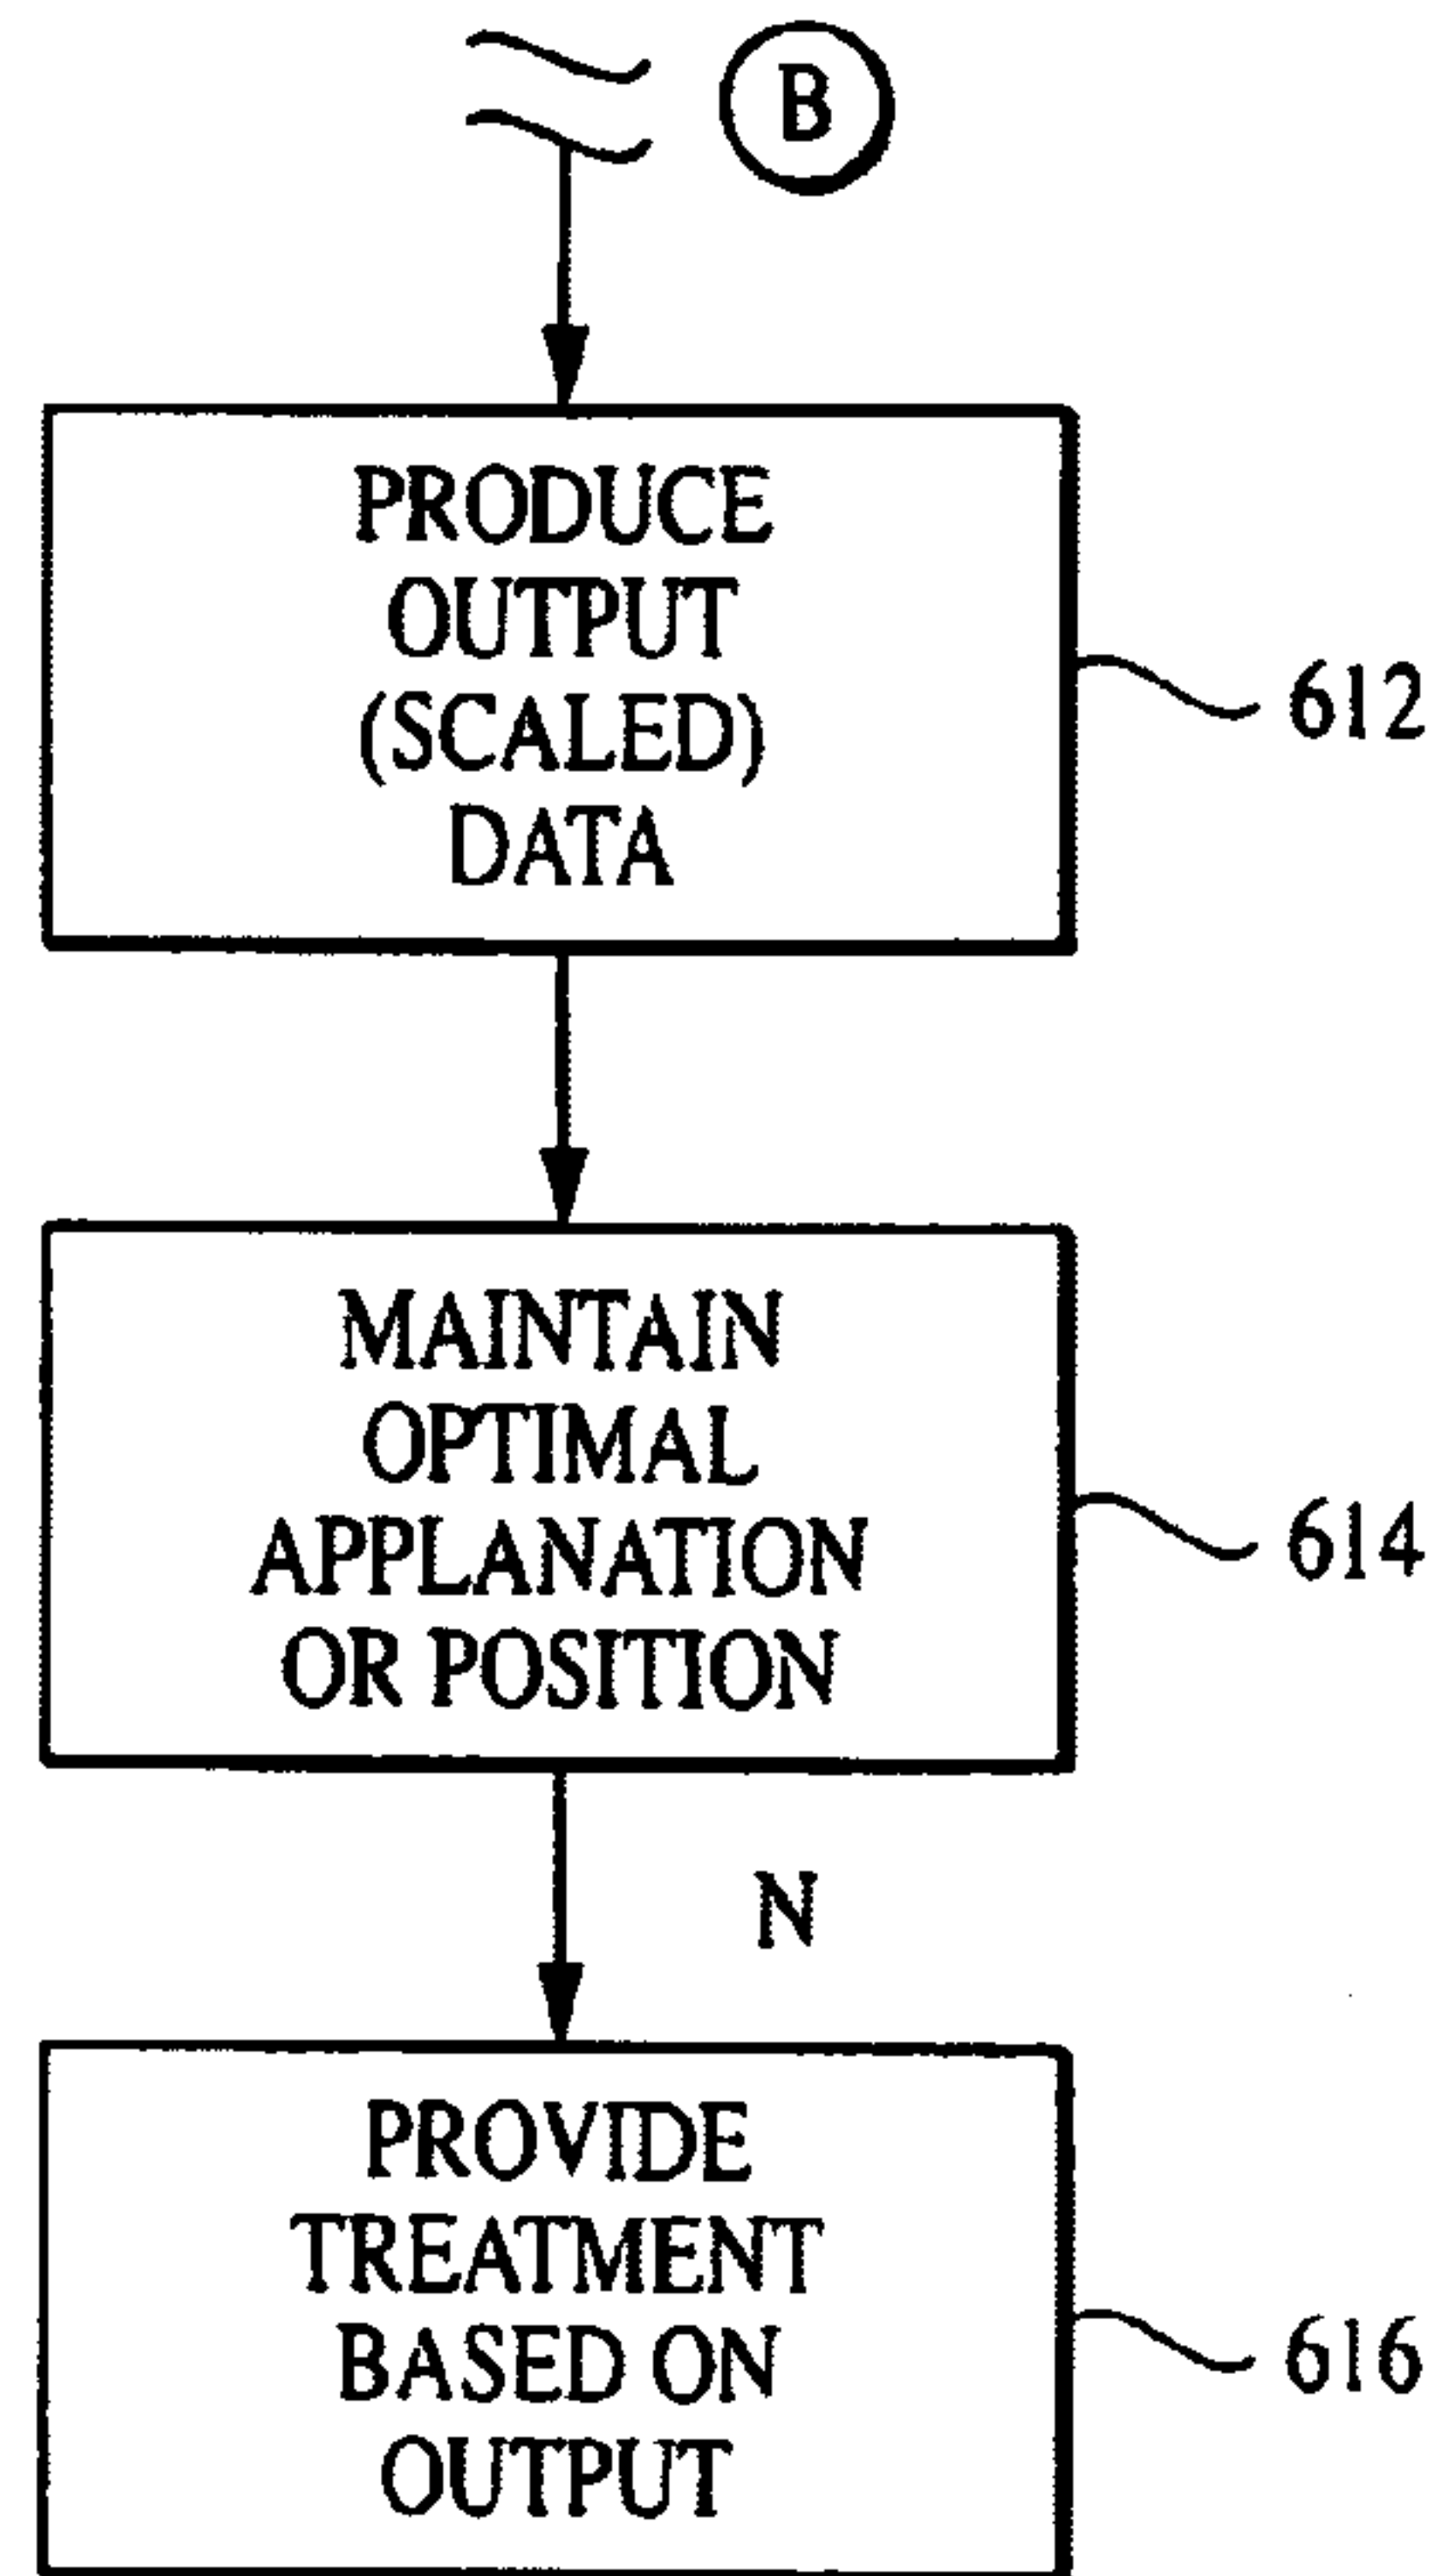 B
PRODUCE
OUTPUT
(SCALED)
DATA
612
MAINTAIN
OPTIMAL
APPLANATION
OR POSITION
614
N
PROVIDE
TREATMENT
BASED ON
OUTPUT
616